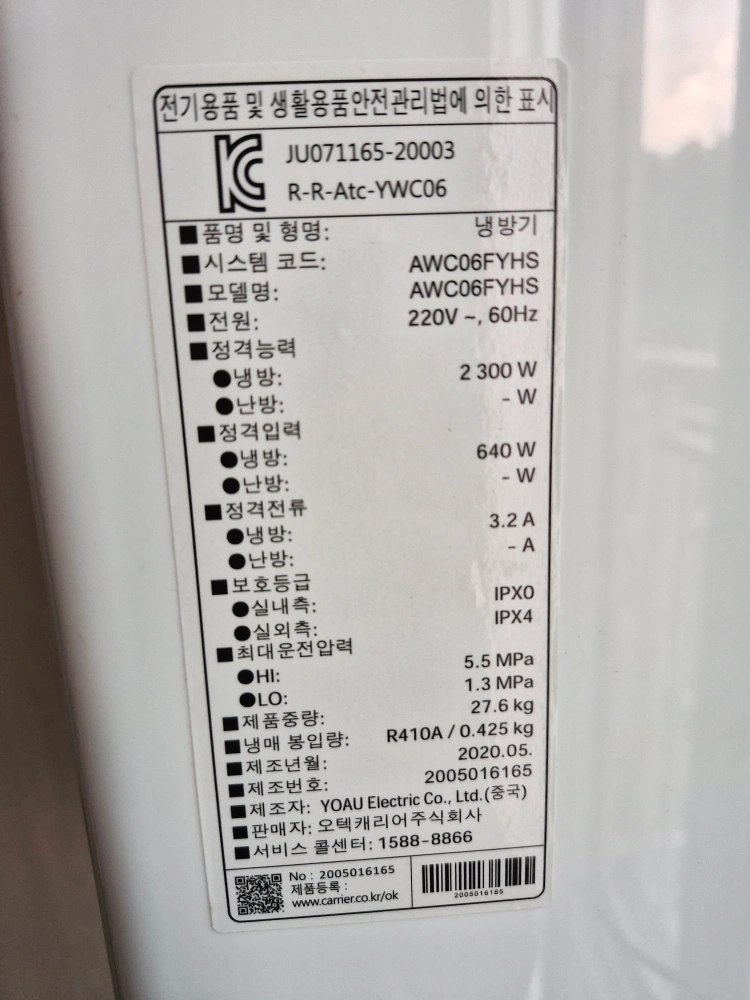 전기용품 및 생활용품안전관리법에 의한 표시
JU071165-20003
R-R-Atc-YWC06
■품명 및 형명: 냉방기
■시스템 코드: AWC06FYHS
■모델명: AWC06FYHS
■전원: 220V ~, 60Hz
■정격능력
●냉방: 2 300 W
●난방: - W
■정격입력
●냉방: 640 W
●난방: - W
■정격전류
●냉방: 3.2 A
●난방: - A
■보호등급
●실내측: IPX0
●실외측: IPX4
■최대운전압력
●HI: 5.5 MPa
●LO: 1.3 MPa
■제품중량: 27.6 kg
■냉매 봉입량: R410A / 0.425 kg
■제조년월: 2020.05.
■제조번호: 2005016165
■제조자: YOAU Electric Co., Ltd.(중국)
■판매자: 오텍캐리어주식회사
■서비스 콜센터: 1588-8866
No : 2005016165
제품등록 :
www.carrier.co.kr/ok
2005016165